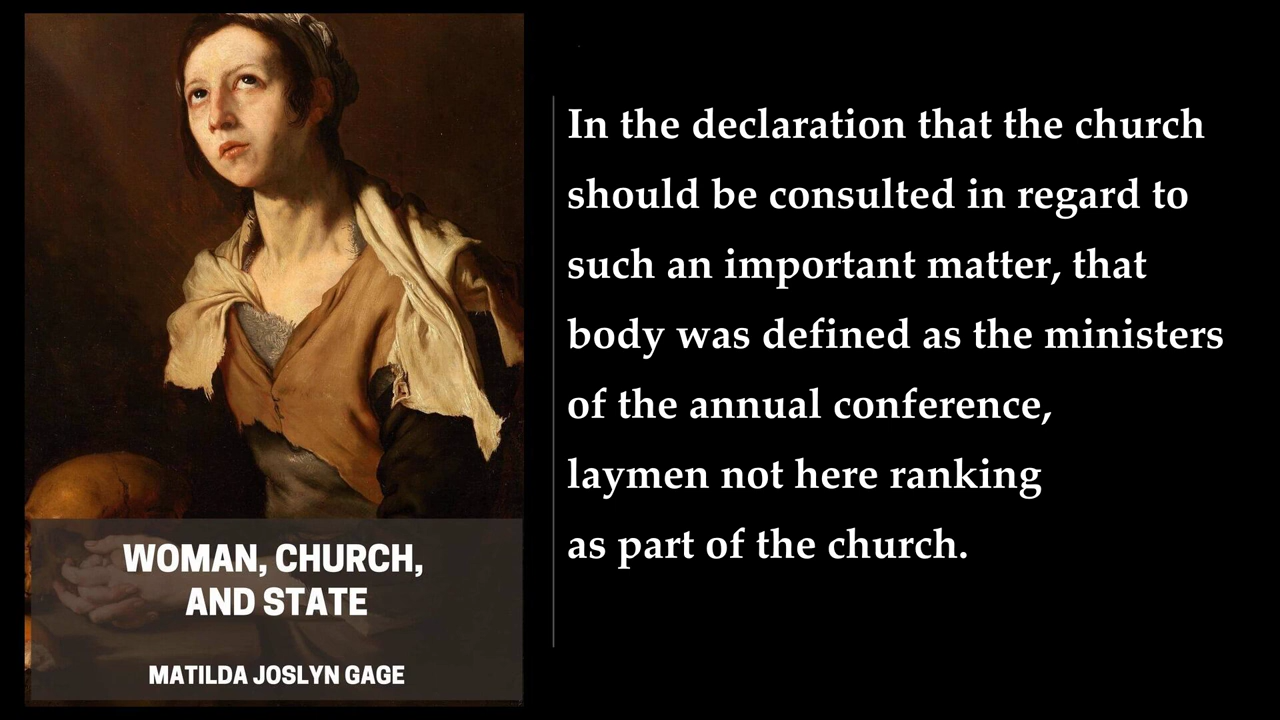 WOMAN, CHURCH,
AND STATE
MATILDA JOSLYN GAGE
In the declaration that the church
should be consulted in regard to
such an important matter, that
body was defined as the ministers
of the annual conference,
laymen not here ranking
as part of the church.